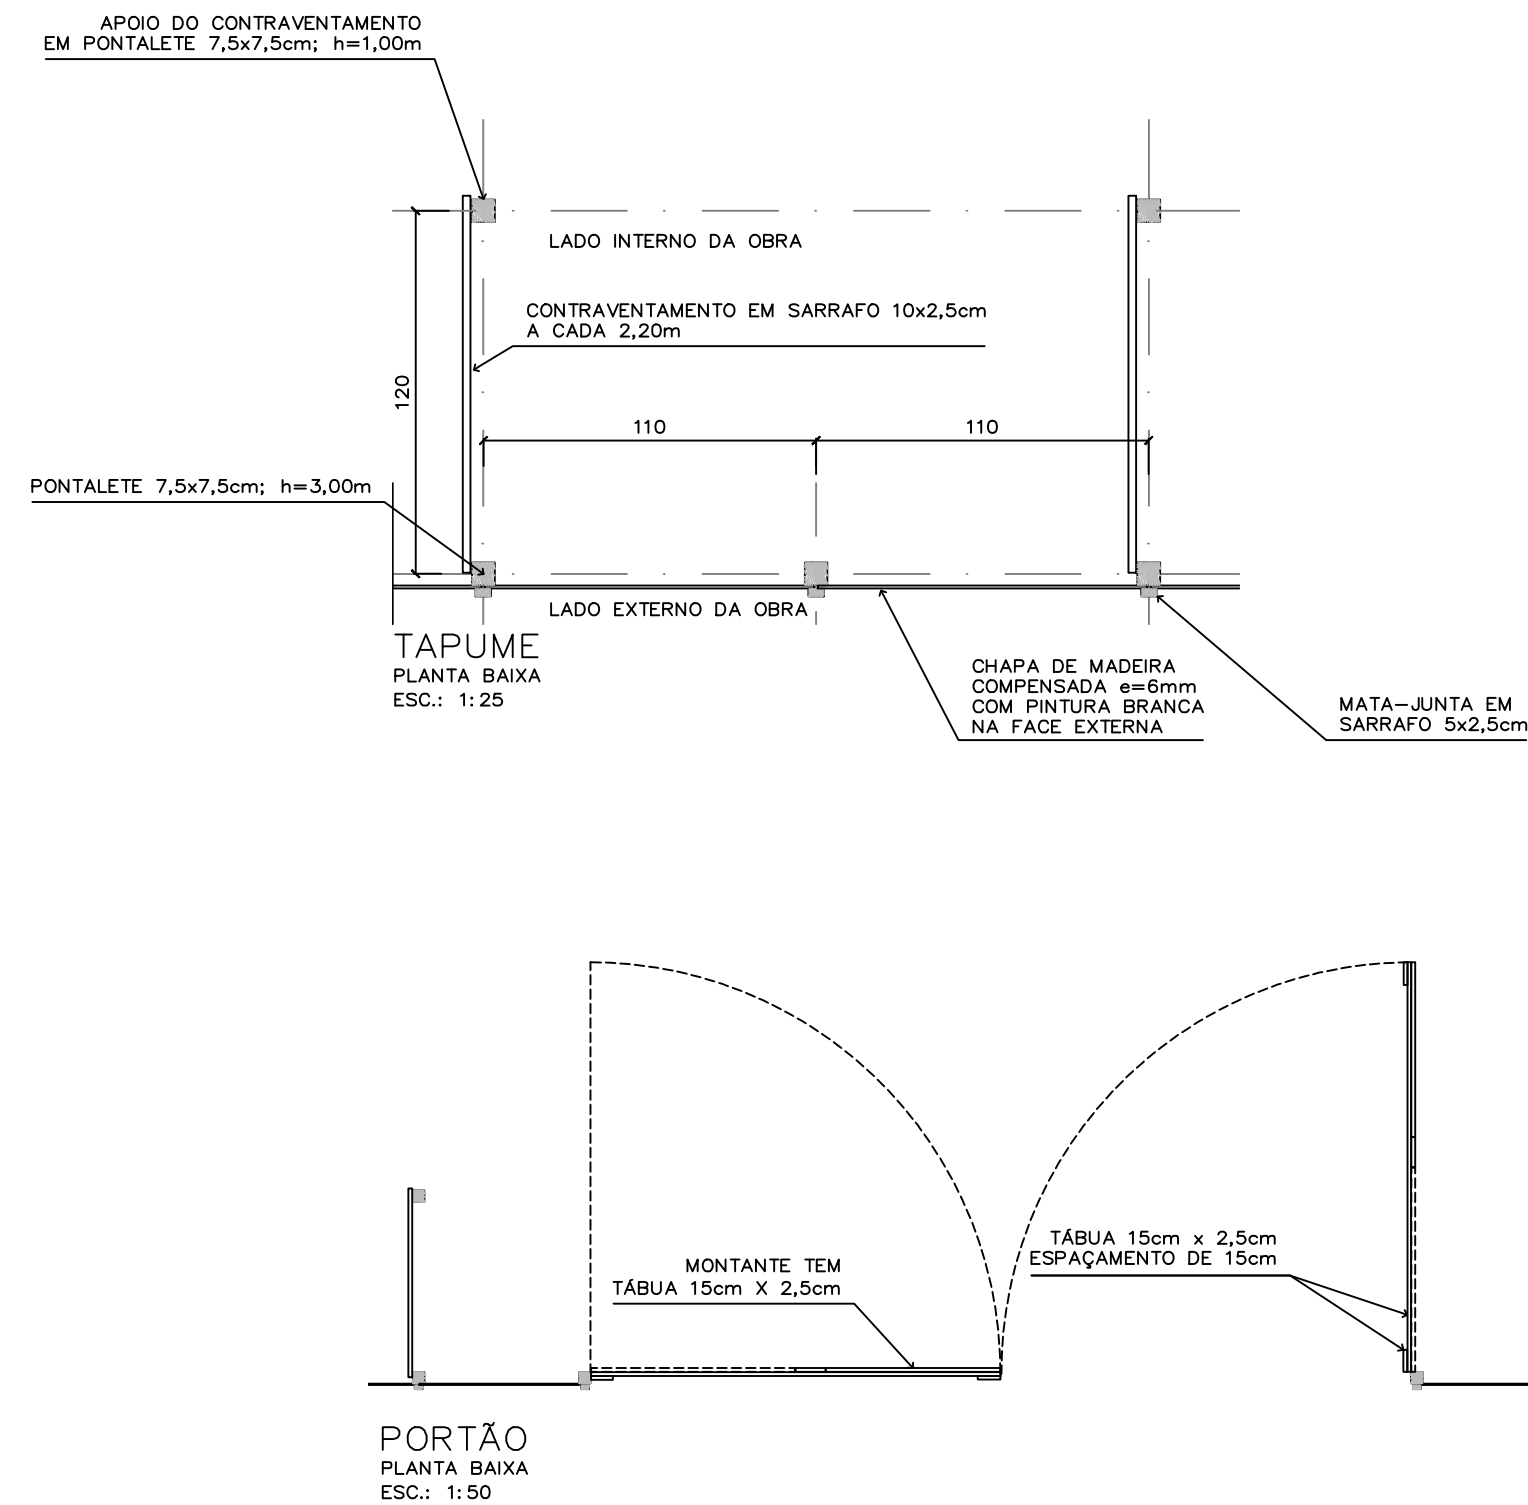 APOIO DO CONTRAVENTAMENTO
EM PONTALETE 7,5x7,5cm; h=1,00m
LADO INTERNO DA OBRA
CONTRAVENTAMENTO EM SARRAFO 10x2,5cm
A CADA 2,20m
120
110
110
PONTALETE 7,5x7,5cm; h=3,00m
LADO EXTERNO DA OBRA
TAPUME
PLANTA BAIXA
ESC.: 1:25
CHAPA DE MADEIRA
COMPENSADA e=6mm
COM PINTURA BRANCA
NA FACE EXTERNA
MATA-JUNTA EM
SARRAFO 5x2,5cm
MONTANTE TEM
TÁBUA 15cm X 2,5cm
TÁBUA 15cm x 2,5cm
ESPAÇAMENTO DE 15cm
PORTÃO
PLANTA BAIXA
ESC.: 1:50